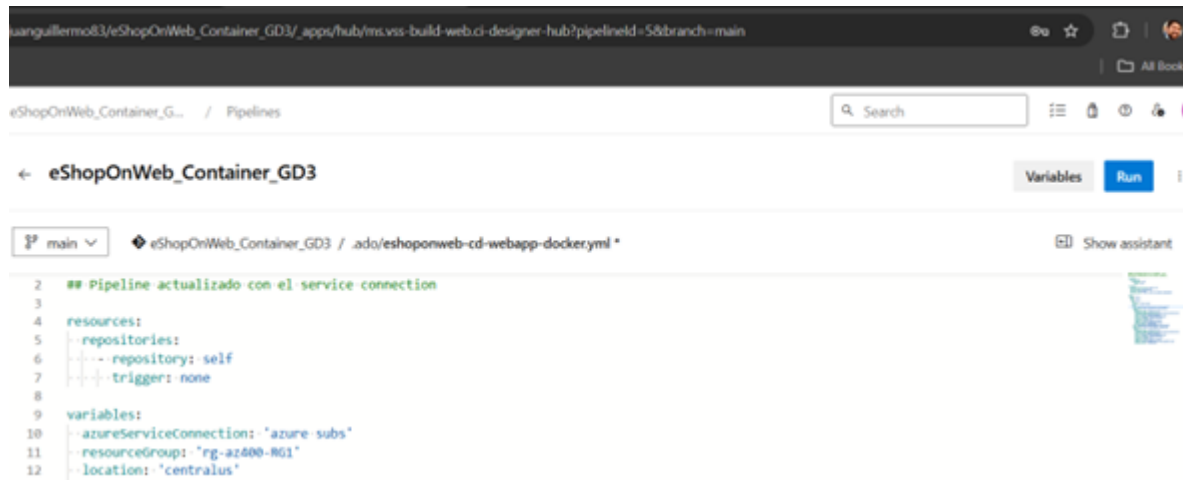 uanguillermo83/eShopOnWeb_Container_GD3/_apps/hub/ms.vss-build-web.ci-designer-hub?pipelineId=5&branch=main
All Book
eShopOnWeb_Container_G... / Pipelines
Search
← eShopOnWeb_Container_GD3
Variables
Run
main
eShopOnWeb_Container_GD3 / .ado/eshoponweb-cd-webapp-docker.yml *
Show assistant
2 ## Pipeline actualizado con el service connection
3
4 resources:
5 repositories:
6 - repository: self
7 trigger: none
8
9 variables:
10 azureServiceConnection: 'azure subs'
11 resourceGroup: 'rg-az400-RG1'
12 location: 'centralus'